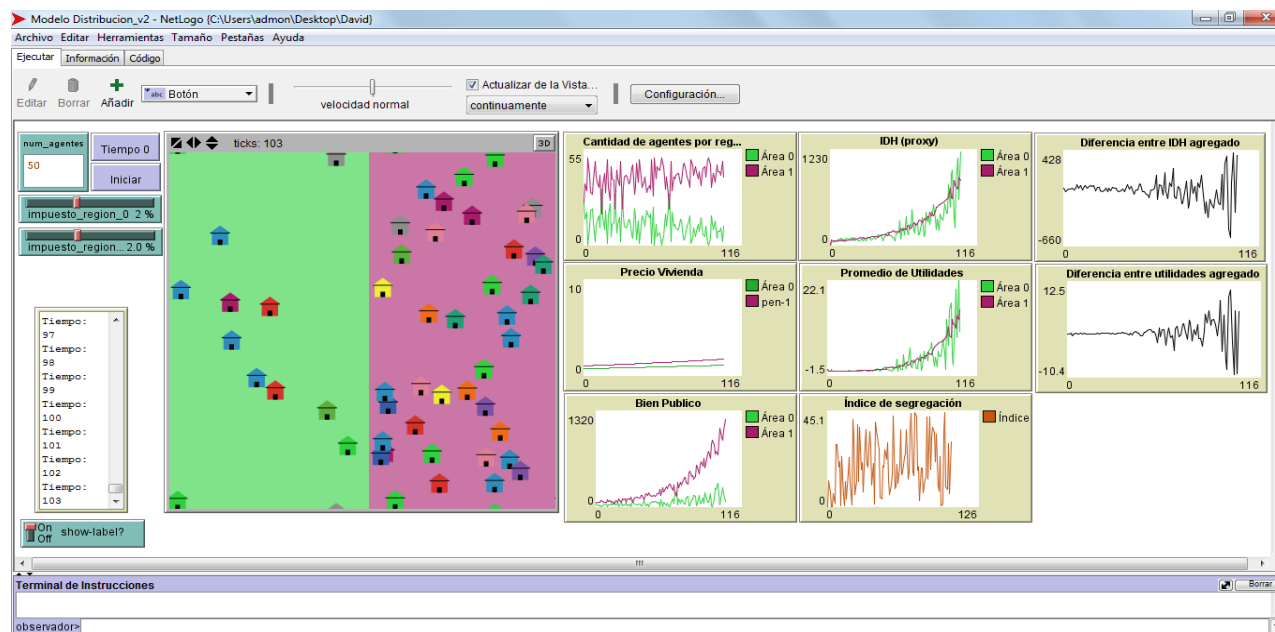 Modelo Distribucion_v2 - NetLogo {C:\Users\admon\Desktop\David}
Archivo Editar Herramientas Tamaño Pestañas Ayuda
Ejecutar Información Código
Editar Borrar Añadir
abc Botón
velocidad normal
Actualizar de la Vista...
continuamente
Configuración...
num_agentes
50
Tiempo 0
Iniciar
impuesto_region_0 2 %
impuesto_region... 2.0 %
Tiempo:
97
Tiempo:
98
Tiempo:
99
Tiempo:
100
Tiempo:
101
Tiempo:
102
Tiempo:
103
On
Off
show-label?
ticks: 103
3D
Cantidad de agentes por reg...
55
0
0 116
Área 0
Área 1
IDH (proxy)
1230
0
0 116
Área 0
Área 1
Diferencia entre IDH agregado
428
-660
0 116
Precio Vivienda
10
0
0 116
Área 0
pen-1
Promedio de Utilidades
22.1
-1.5
0 116
Área 0
Área 1
Diferencia entre utilidades agregado
12.5
-10.4
0 116
Bien Publico
1320
0
0 116
Área 0
Área 1
Índice de segregación
45.1
0
0 126
Índice
Terminal de Instrucciones
Borrar
observador>